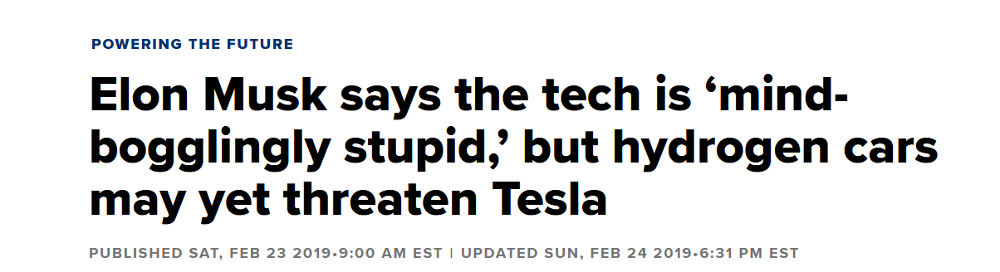 POWERING THE FUTURE
Elon Musk says the tech is ‘mind-
bogglingly stupid,’ but hydrogen cars
may yet threaten Tesla
PUBLISHED SAT, FEB 23 2019•9:00 AM EST | UPDATED SUN, FEB 24 2019•6:31 PM EST